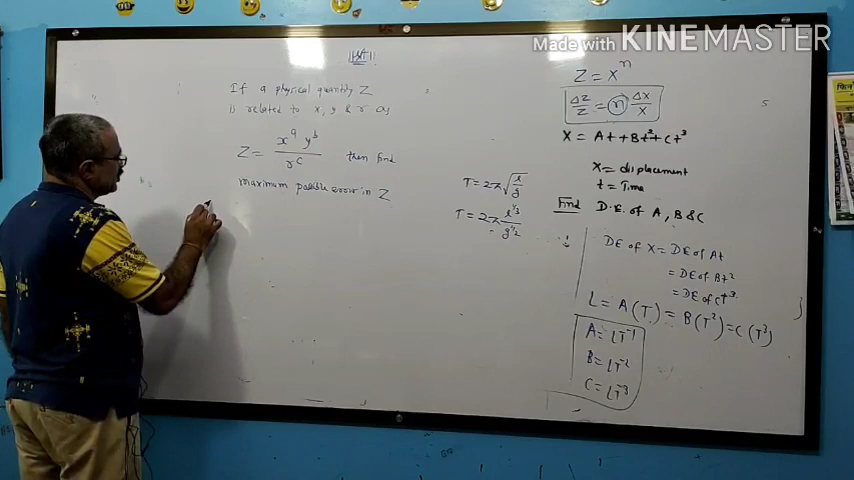 Made with KINEMASTER
If a physical quantity Z
is related to x, y & r as
Z = x^a y^b / r^c then find
maximum possible error in Z
T = 2π√(l/g)
T = 2π l^1/2 / g^1/2
Z = x^n
ΔZ/Z = n Δx/x
X = At + Bt² + Ct³
X = displacement
t = Time
Find D.E. of A, B & C
DE of X = DE of At
= DE of Bt²
= DE of Ct³
L = A(T) = B(T²) = C(T³)
A = LT⁻¹
B = LT⁻²
C = LT⁻³